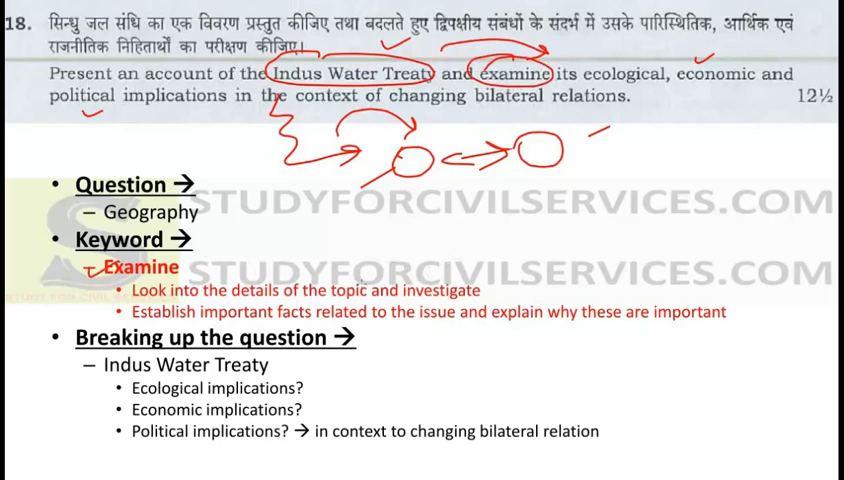 18. सिन्धु जल संधि का एक विवरण प्रस्तुत कीजिए तथा बदलते हुए द्विपक्षीय संबंधों के संदर्भ में उसके पारिस्थितिक, आर्थिक एवं
राजनीतिक निहितार्थों का परीक्षण कीजिए।
Present an account of the Indus Water Treaty and examine its ecological, economic and
political implications in the context of changing bilateral relations. 12½
• Question →
– Geography
STUDYFORCIVILSERVICES.COM
• Keyword →
– Examine
STUDYFORCIVILSERVICES.COM
• Look into the details of the topic and investigate
• Establish important facts related to the issue and explain why these are important
• Breaking up the question →
– Indus Water Treaty
• Ecological implications?
• Economic implications?
• Political implications? → in context to changing bilateral relation